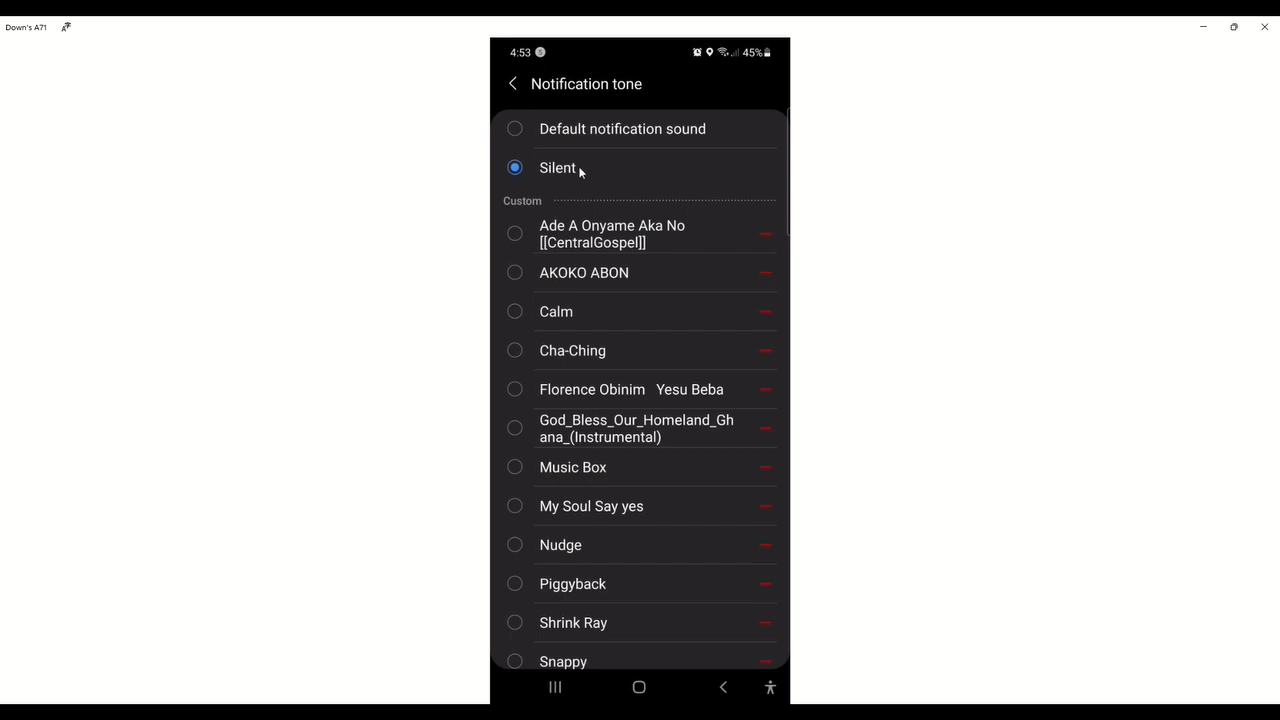 Down's A71
4:53
45%
Notification tone
Default notification sound
Silent
Custom
Ade A Onyame Aka No
[[CentralGospel]]
AKOKO ABON
Calm
Cha-Ching
Florence Obinim   Yesu Beba
God_Bless_Our_Homeland_Gh
ana_(Instrumental)
Music Box
My Soul Say yes
Nudge
Piggyback
Shrink Ray
Snappy